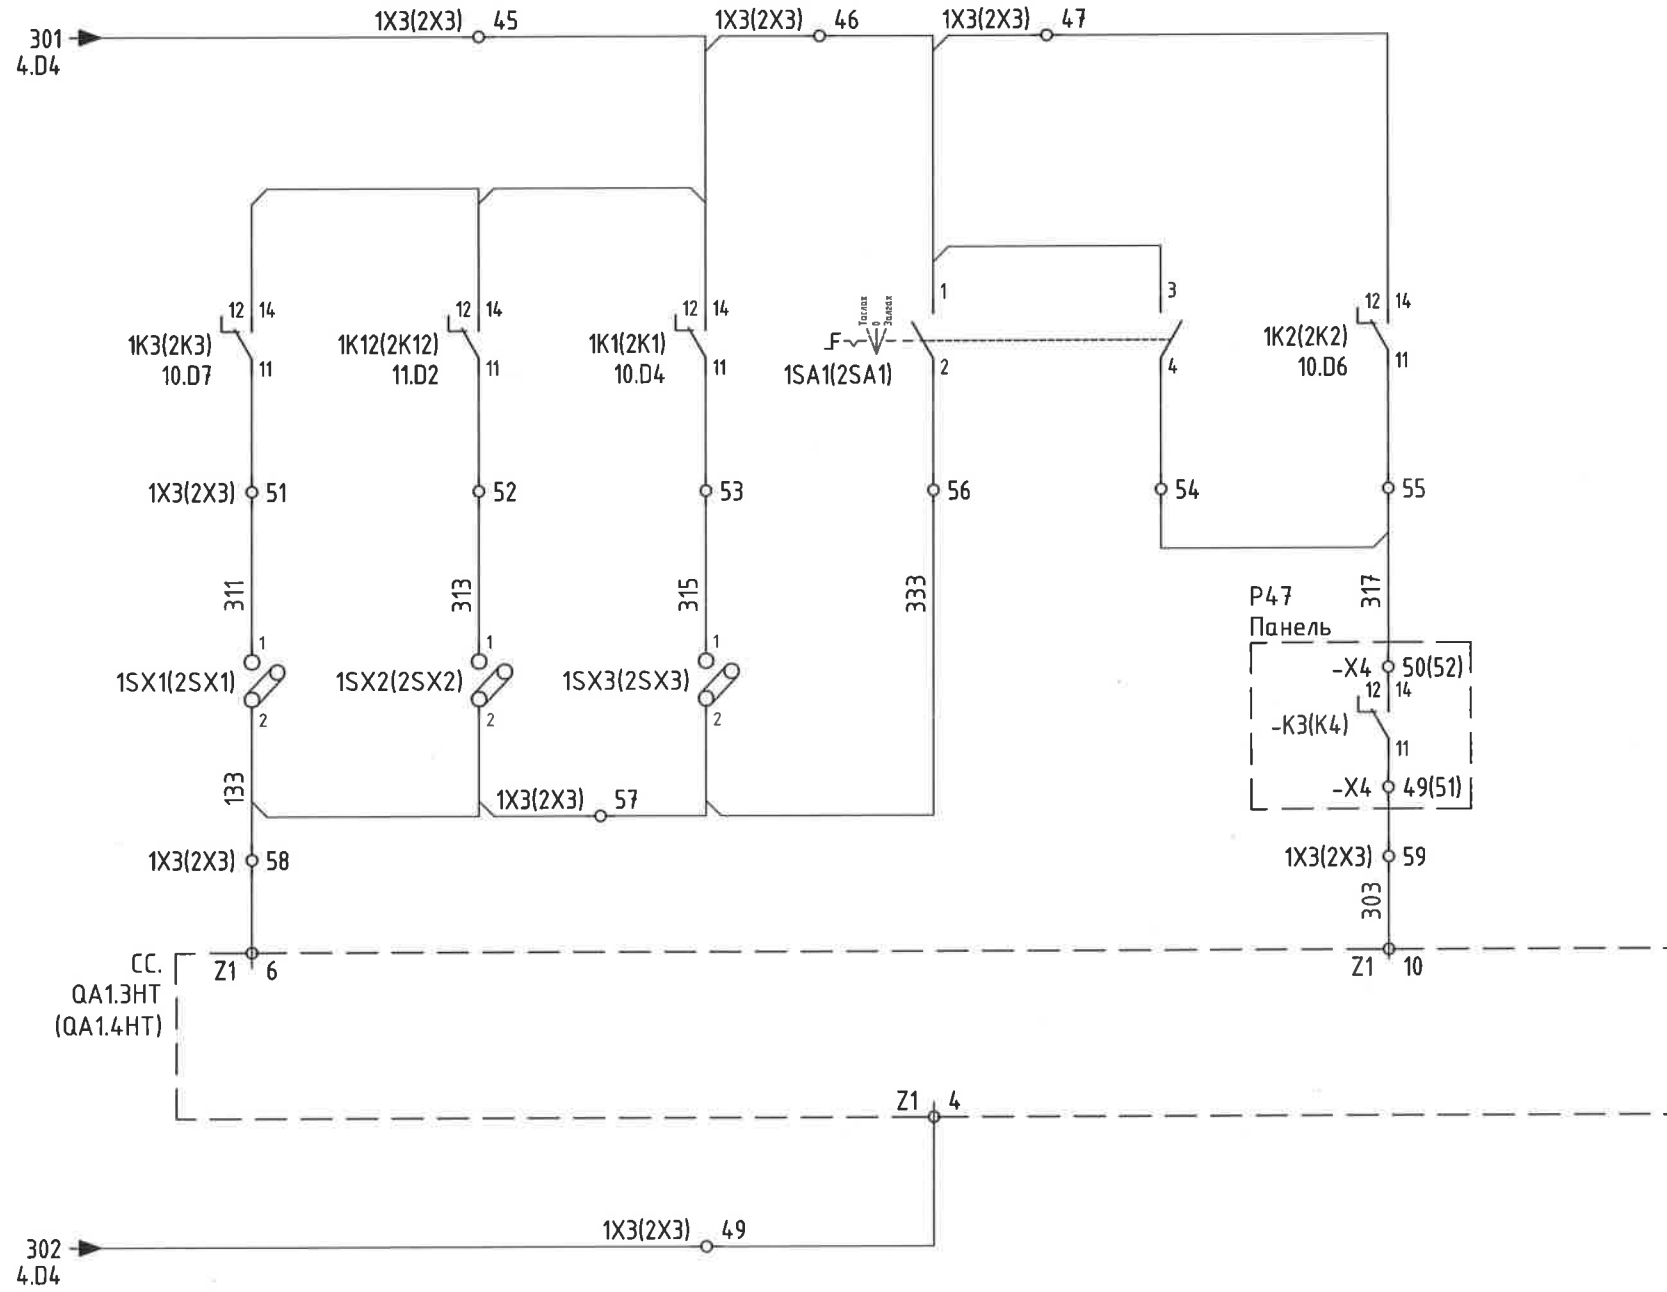 1X3(2X3) 45
1X3(2X3) 46
1X3(2X3) 47
301
4.D4
12 14
1K3(2K3)
10.D7
11
12 14
1K12(2K12)
11.D2
11
12 14
1K1(2K1)
10.D4
11
Таслах
0
Залгах
1SA1(2SA1)
1
2
3
4
12 14
1K2(2K2)
10.D6
11
1X3(2X3) 51
52
53
56
54
55
311
313
315
333
317
P47
Панель
1
1SX1(2SX1)
2
1
1SX2(2SX2)
2
1
1SX3(2SX3)
2
-X4 50(52)
12 14
-K3(K4)
11
-X4 49(51)
133
1X3(2X3) 57
1X3(2X3) 58
1X3(2X3) 59
303
CC.
QA1.3HT
(QA1.4HT)
Z1 6
Z1 10
Z1 4
1X3(2X3) 49
302
4.D4